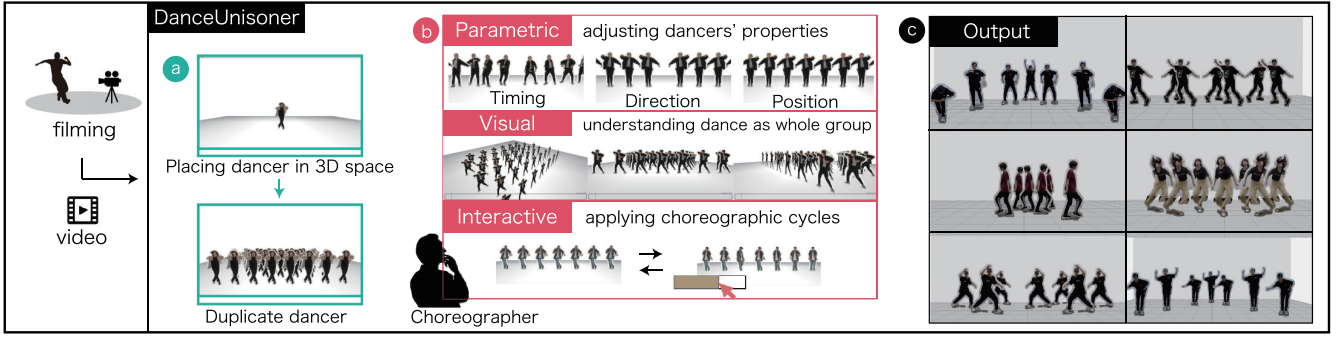 DanceUnisoner
filming
video
a
Placing dancer in 3D space
Duplicate dancer
b
Parametric adjusting dancers' properties
Timing
Direction
Position
Visual understanding dance as whole group
Interactive applying choreographic cycles
Choreographer
c
Output